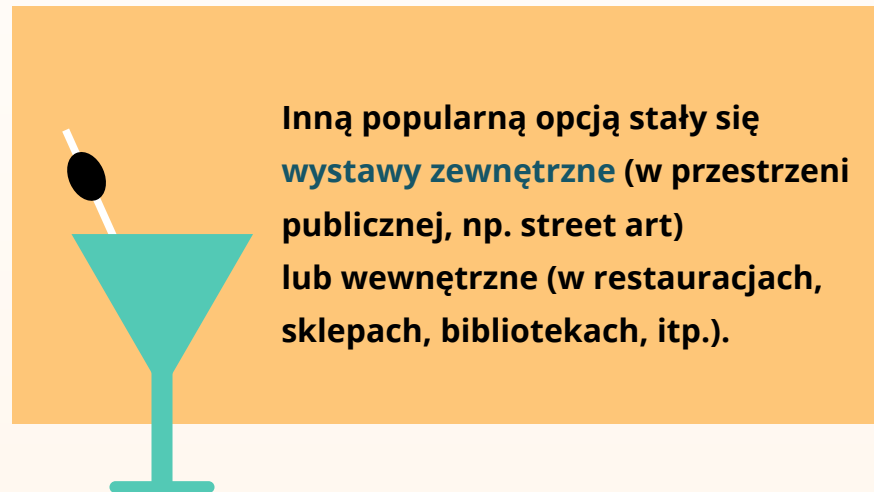 Inną popularną opcją stały się
wystawy zewnętrzne (w przestrzeni
publicznej, np. street art)
lub wewnętrzne (w restauracjach,
sklepach, bibliotekach, itp.).